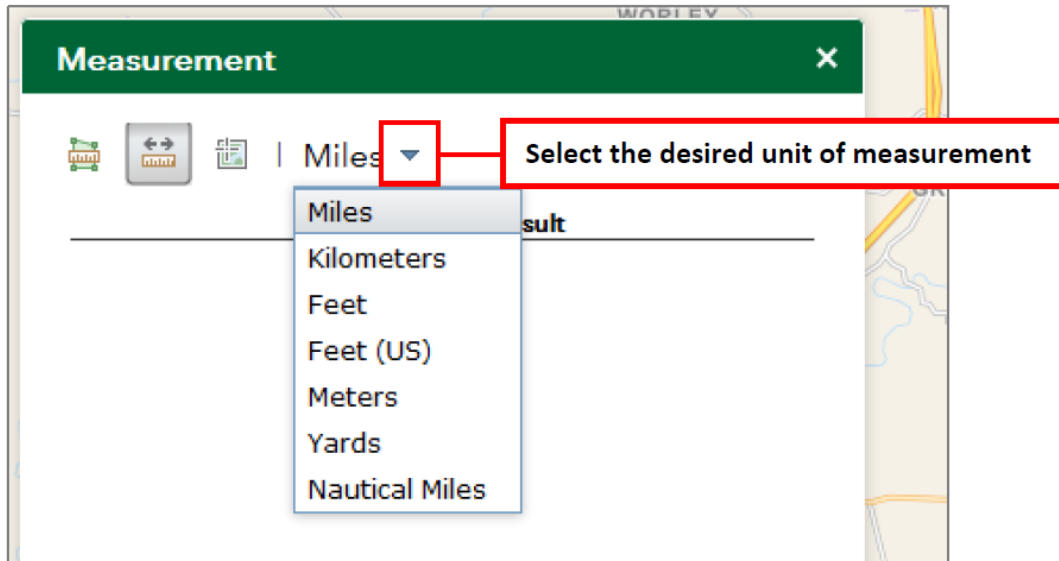 WORLEY
Measurement
Miles
Select the desired unit of measurement
Miles
sult
Kilometers
Feet
Feet (US)
Meters
Yards
Nautical Miles